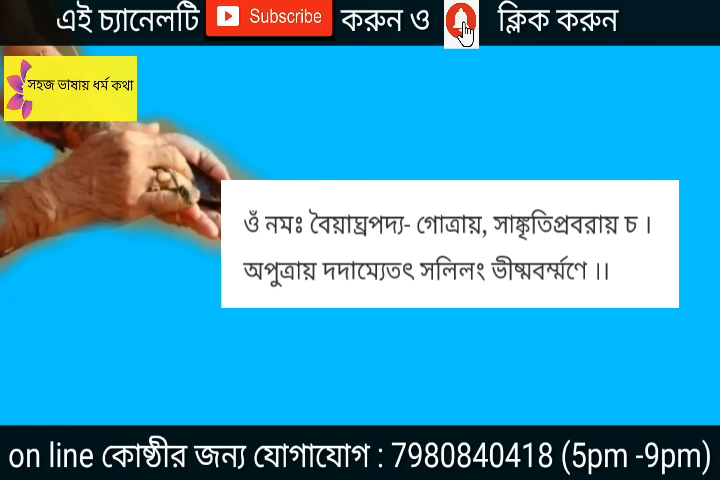 এই চ্যানেলটি Subscribe করুন ও ক্লিক করুন
সহজ ভাষায় ধর্ম কথা
ওঁ নমঃ বৈয়াঘ্রপদ্য- গোত্রায়, সাঙ্কৃতিপ্রবরায় চ ।
অপুত্রায় দদাম্যেতৎ সলিলং ভীষ্মবর্ম্মণে ।।
on line কোষ্ঠীর জন্য যোগাযোগ : 7980840418 (5pm -9pm)